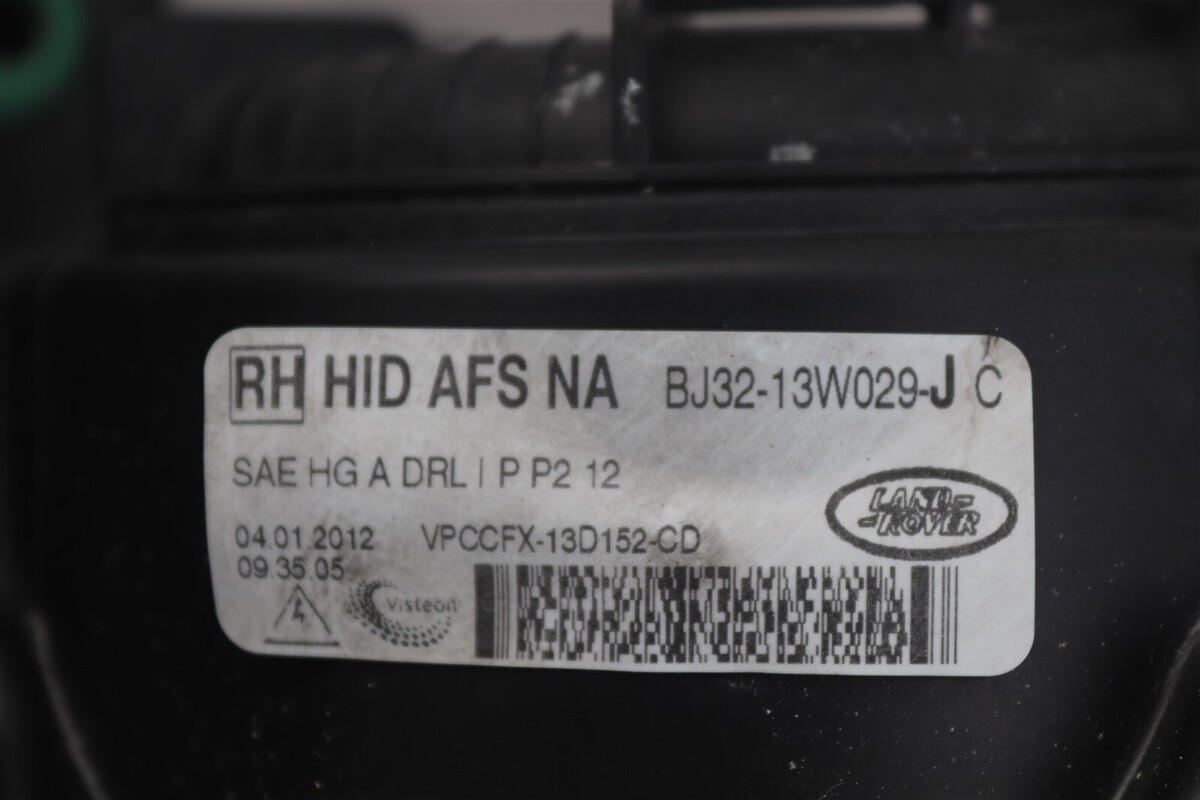 RH HID AFS NA BJ32-13W029-J C
SAE HG A DRL I P P2 12
LAND-
-ROVER
04.01.2012 VPCCFX-13D152-CD
09.35.05
Visteon